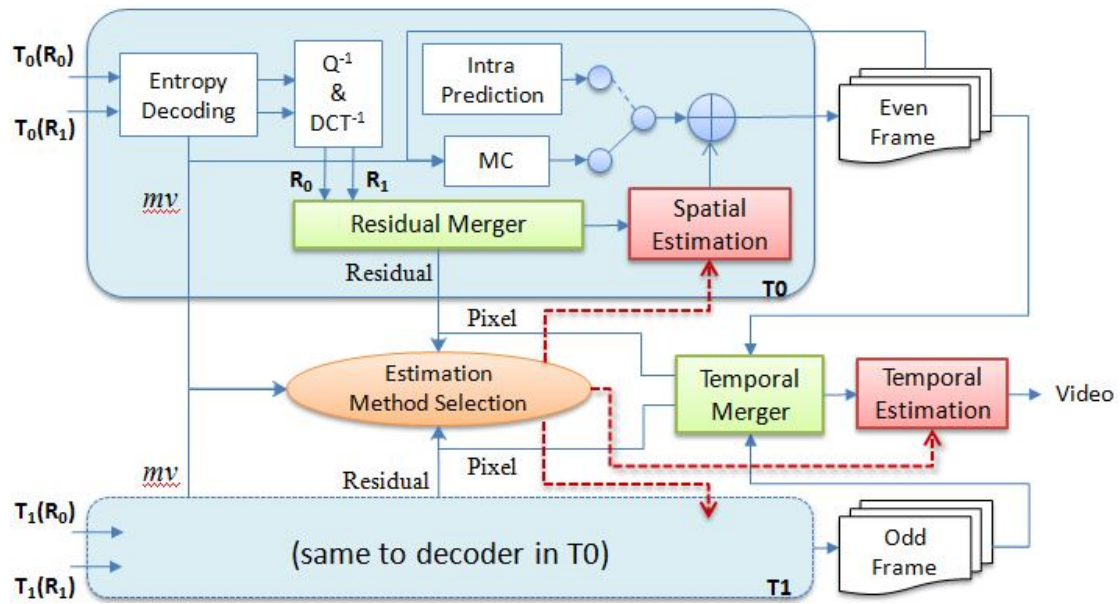 T0(R0)
T0(R1)
Entropy
Decoding
Q-1
&
DCT-1
Intra
Prediction
MC
Even
Frame
R0
R1
mv
Residual Merger
Spatial
Estimation
Residual
T0
Pixel
Estimation
Method Selection
Temporal
Merger
Temporal
Estimation
Video
mv
Residual
Pixel
T1(R0)
T1(R1)
(same to decoder in T0)
T1
Odd
Frame